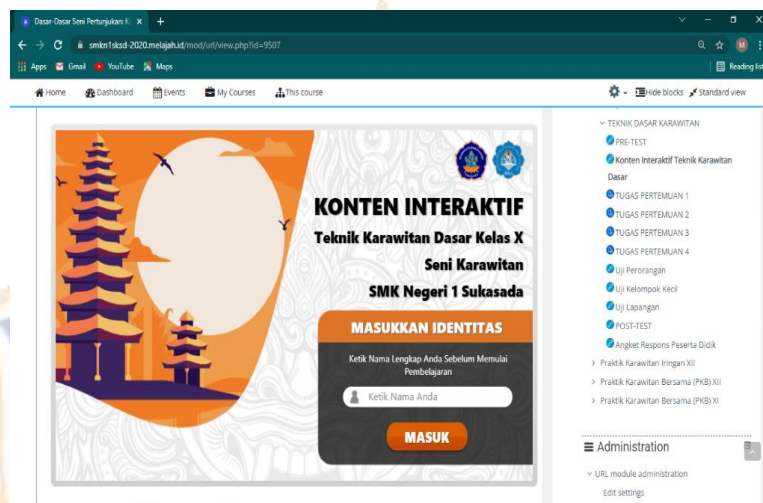 Dasar-Dasar Seni Pertunjukan: K
smkn1sksd-2020.melajah.id/mod/url/view.php?id=9507
Apps Gmail YouTube Maps Reading list
Home Dashboard Events My Courses This course Hide blocks Standard view
KONTEN INTERAKTIF
Teknik Karawitan Dasar Kelas X
Seni Karawitan
SMK Negeri 1 Sukasada
MASUKKAN IDENTITAS
Ketik Nama Lengkap Anda Sebelum Memulai
Pembelajaran
Ketik Nama Anda
MASUK
TEKNIK DASAR KARAWITAN
PRE-TEST
Konten Interaktif Teknik Karawitan
Dasar
TUGAS PERTEMUAN 1
TUGAS PERTEMUAN 2
TUGAS PERTEMUAN 3
TUGAS PERTEMUAN 4
Uji Perorangan
Uji Kelompok Kecil
Uji Lapangan
POST-TEST
Angket Respons Peserta Didik
Praktik Karawitan Iringan XII
Praktik Karawitan Bersama (PKB) XII
Praktik Karawitan Bersama (PKB) XI
Administration
URL module administration
Edit settings